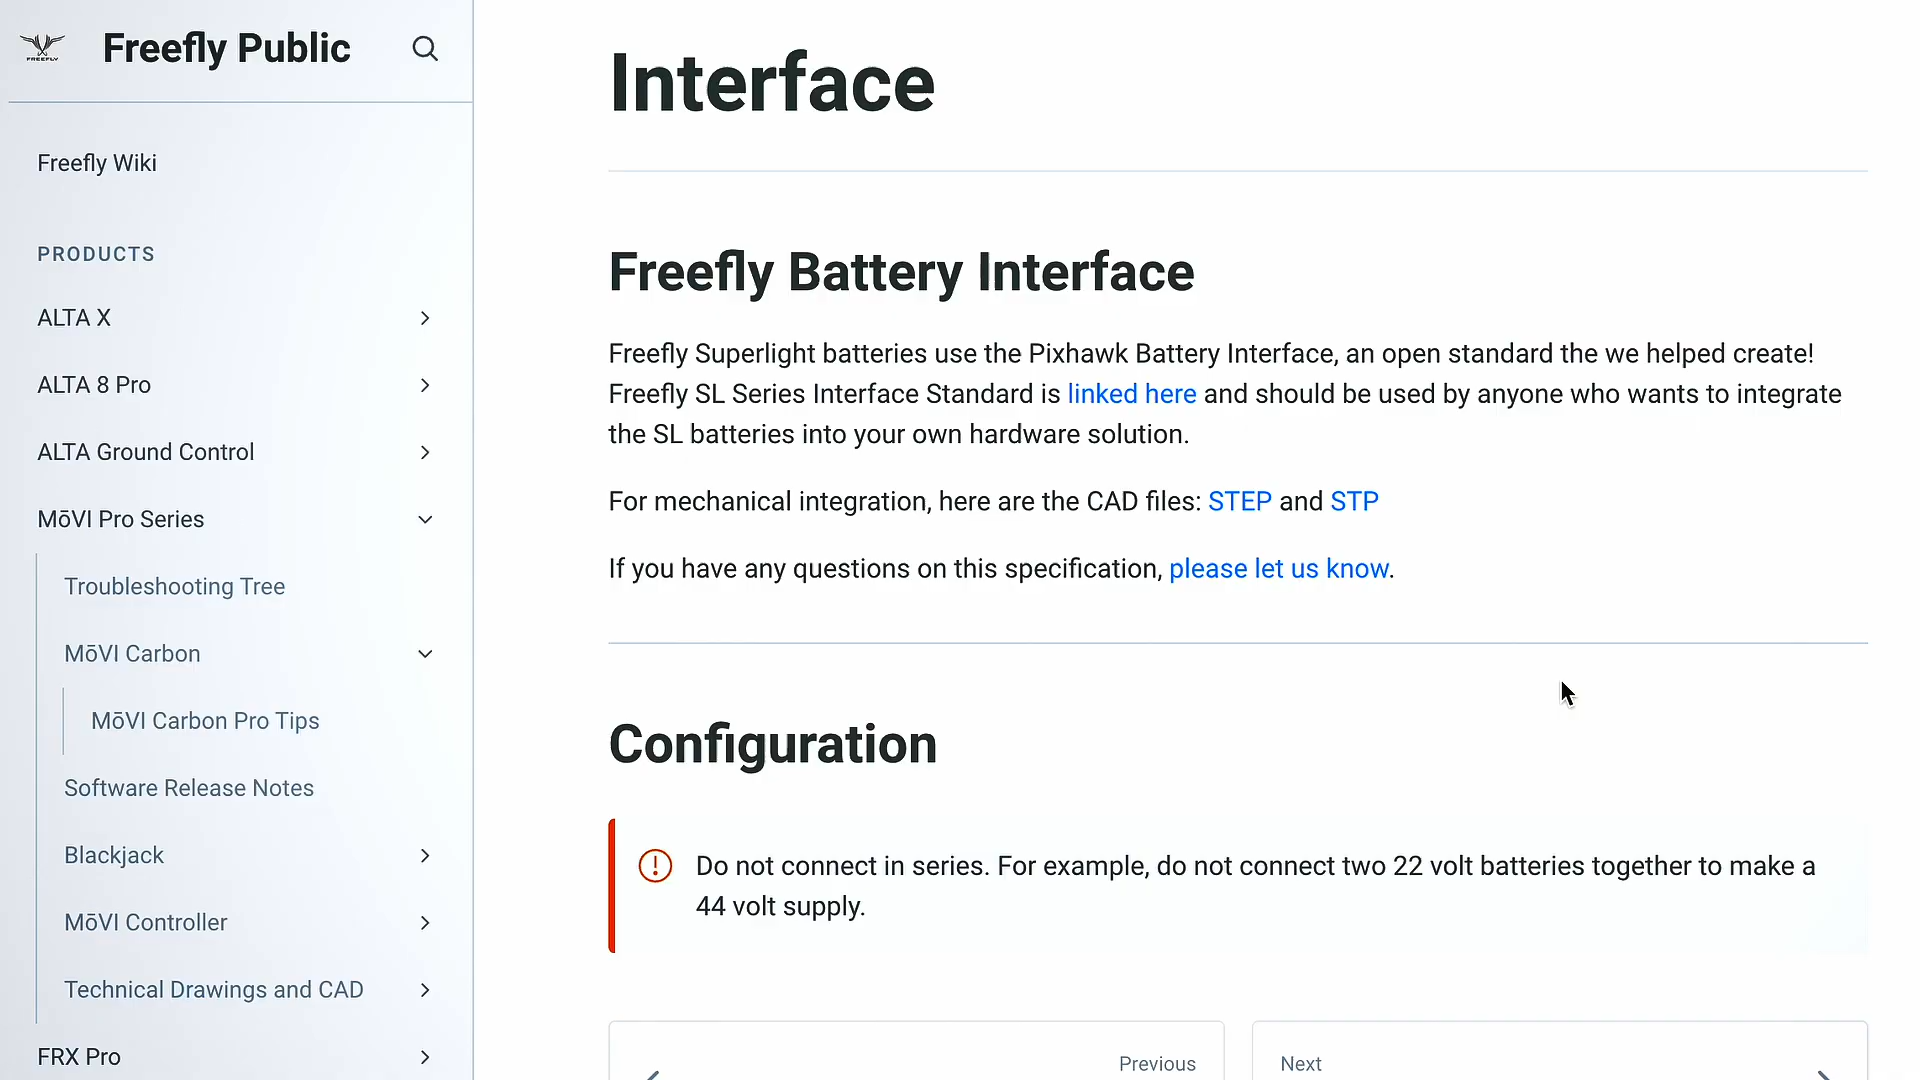 FREEFLY
Freefly Public
Freefly Wiki
PRODUCTS
ALTA X
ALTA 8 Pro
ALTA Ground Control
MōVI Pro Series
Troubleshooting Tree
MōVI Carbon
MōVI Carbon Pro Tips
Software Release Notes
Blackjack
MōVI Controller
Technical Drawings and CAD
FRX Pro
Interface
Freefly Battery Interface
Freefly Superlight batteries use the Pixhawk Battery Interface, an open standard the we helped create!
Freefly SL Series Interface Standard is linked here and should be used by anyone who wants to integrate
the SL batteries into your own hardware solution.
For mechanical integration, here are the CAD files: STEP and STP
If you have any questions on this specification, please let us know.
Configuration
Do not connect in series. For example, do not connect two 22 volt batteries together to make a
44 volt supply.
Previous
Next